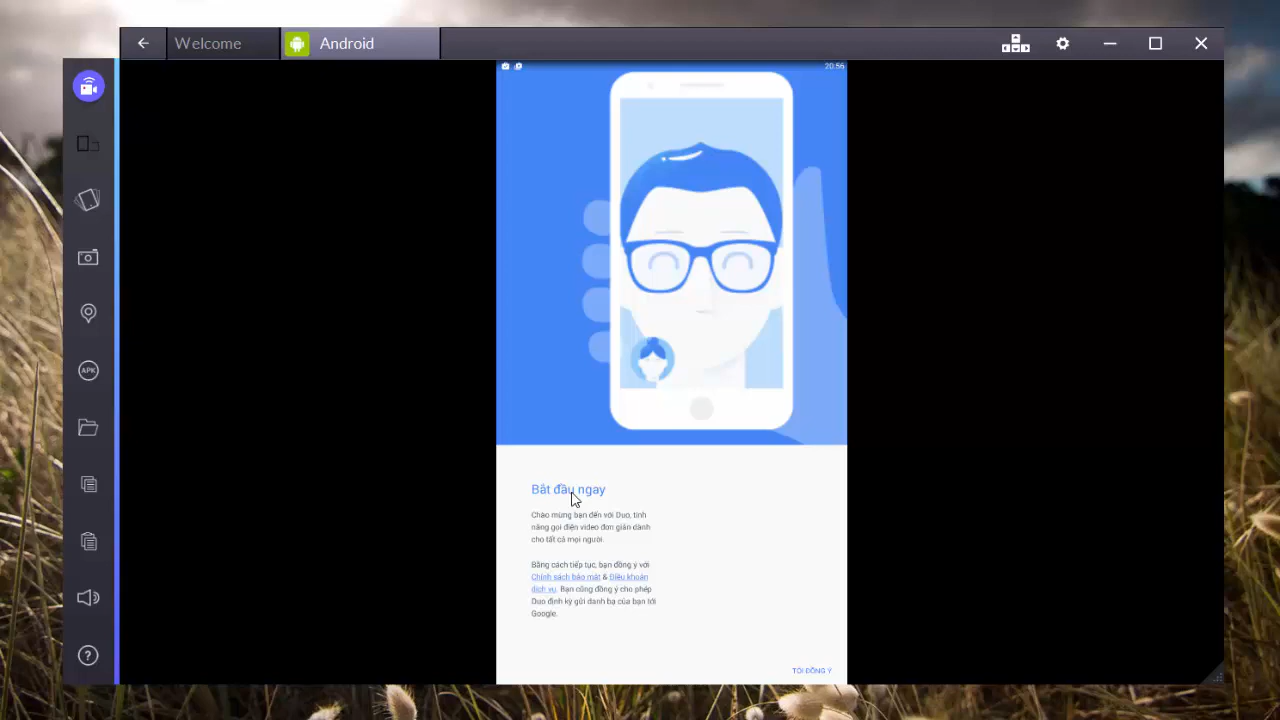 Welcome
Android
20:56
Bắt đầu ngay
Chào mừng bạn đến với Duo, tính
năng gọi điện video đơn giản dành
cho tất cả mọi người.
Bằng cách tiếp tục, bạn đồng ý với
Chính sách bảo mật & Điều khoản
dịch vụ. Bạn cũng đồng ý cho phép
Duo định kỳ gửi danh bạ của bạn tới
Google.
TÔI ĐỒNG Ý
APK